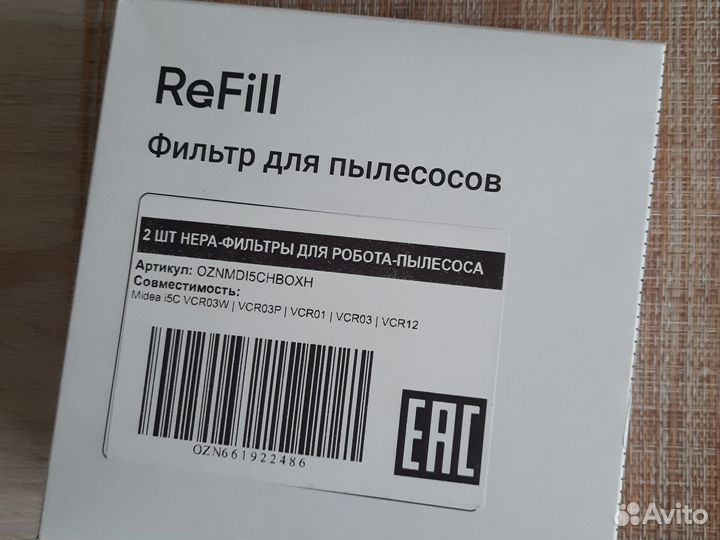 ReFill
Фильтр для пылесосов
2 ШТ HEPA-ФИЛЬТРЫ ДЛЯ РОБОТА-ПЫЛЕСОСА
Артикул: OZNMDI5CHBOXH
Совместимость:
Midea i5C VCR03W | VCR03P | VCR01 | VCR03 | VCR12
OZN661922486
EAC
Avito